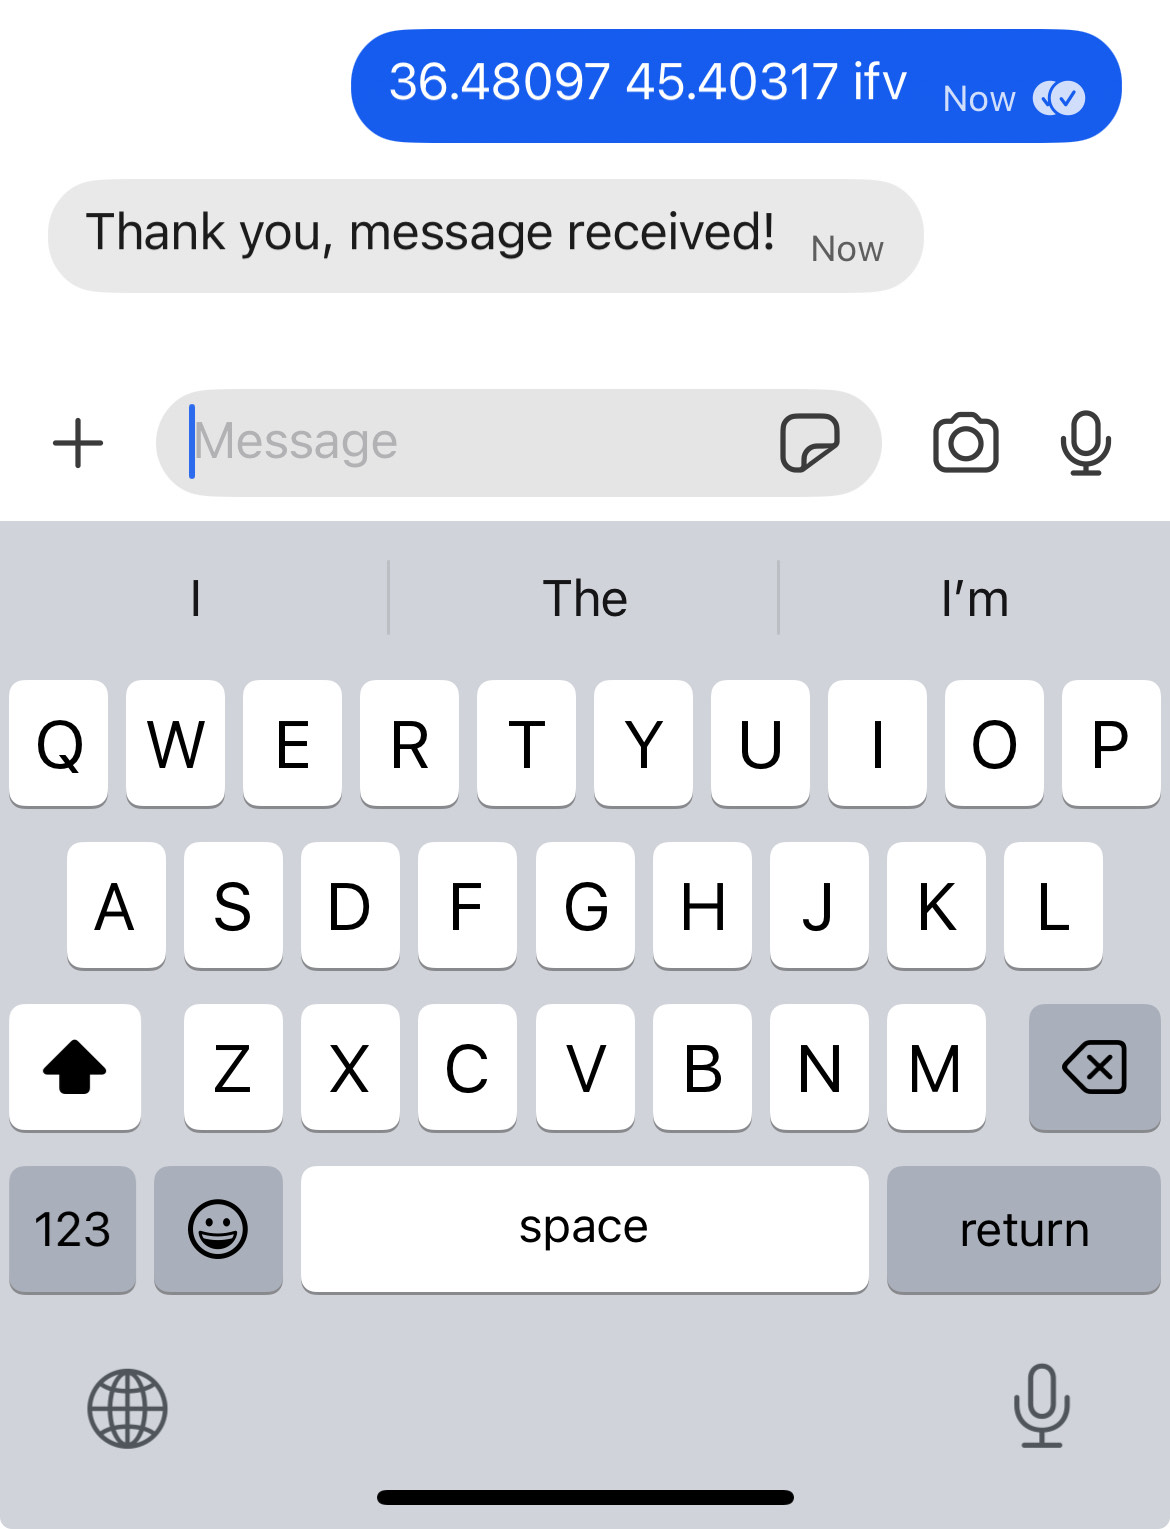 36.48097 45.40317 ifv Now
Thank you, message received! Now
Message
I The I’m
Q W E R T Y U I O P
A S D F G H J K L
Z X C V B N M
123 space return